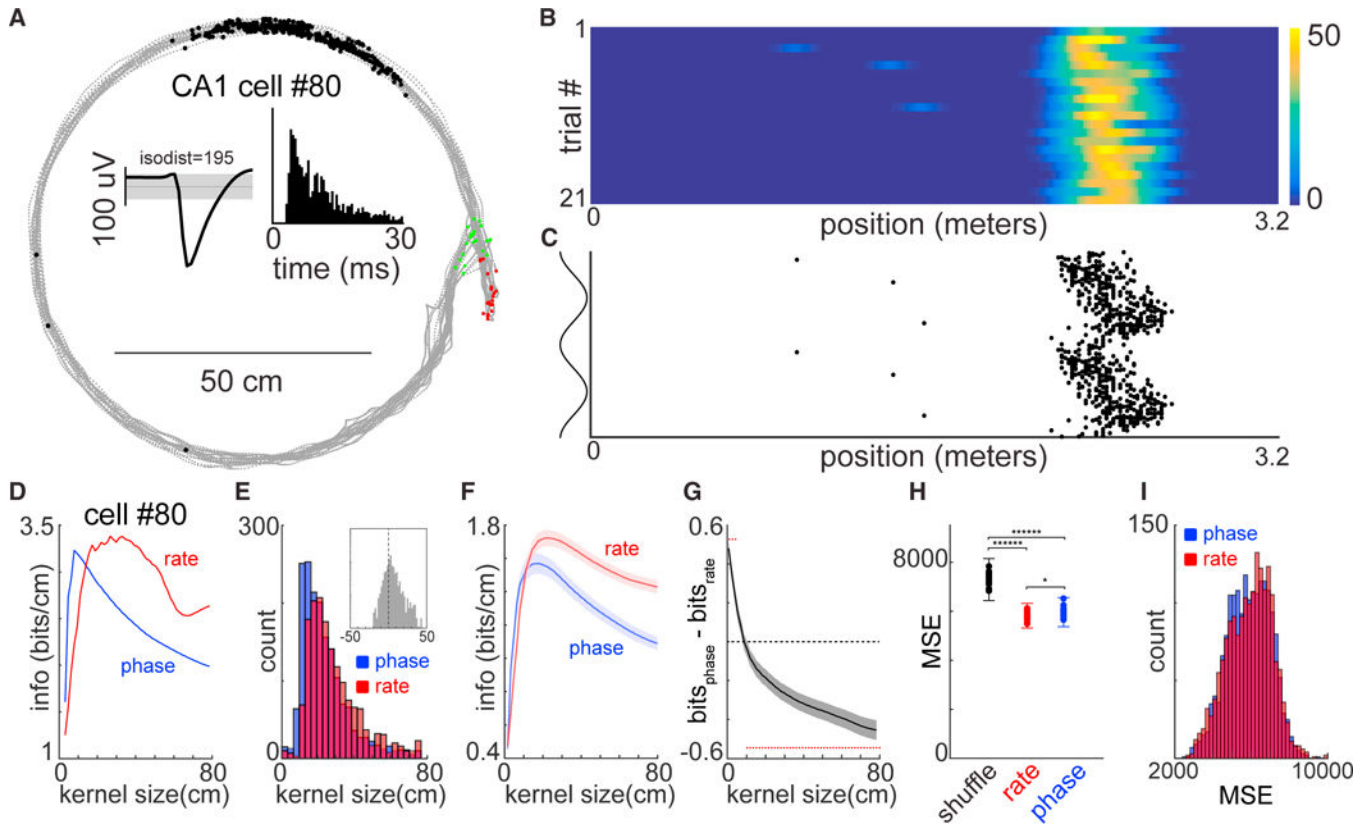 A
CA1 cell #80
isodist=195
100 uV
0 30
time (ms)
50 cm
B
1
trial #
21
0 position (meters) 3.2
50
0
C
0 position (meters) 3.2
D
cell #80
3.5
info (bits/cm)
1
rate
phase
0 80
kernel size(cm)
E
300
count
0
-50 50
phase
rate
0 80
kernel size(cm)
F
1.8
info (bits/cm)
0.4
rate
phase
0 80
kernel size(cm)
G
0.6
bitsphase - bitsrate
-0.6
0 80
kernel size(cm)
H
8000
MSE
0
******
******
*
shuffle
rate
phase
I
150
count
0
phase
rate
2000 10000
MSE